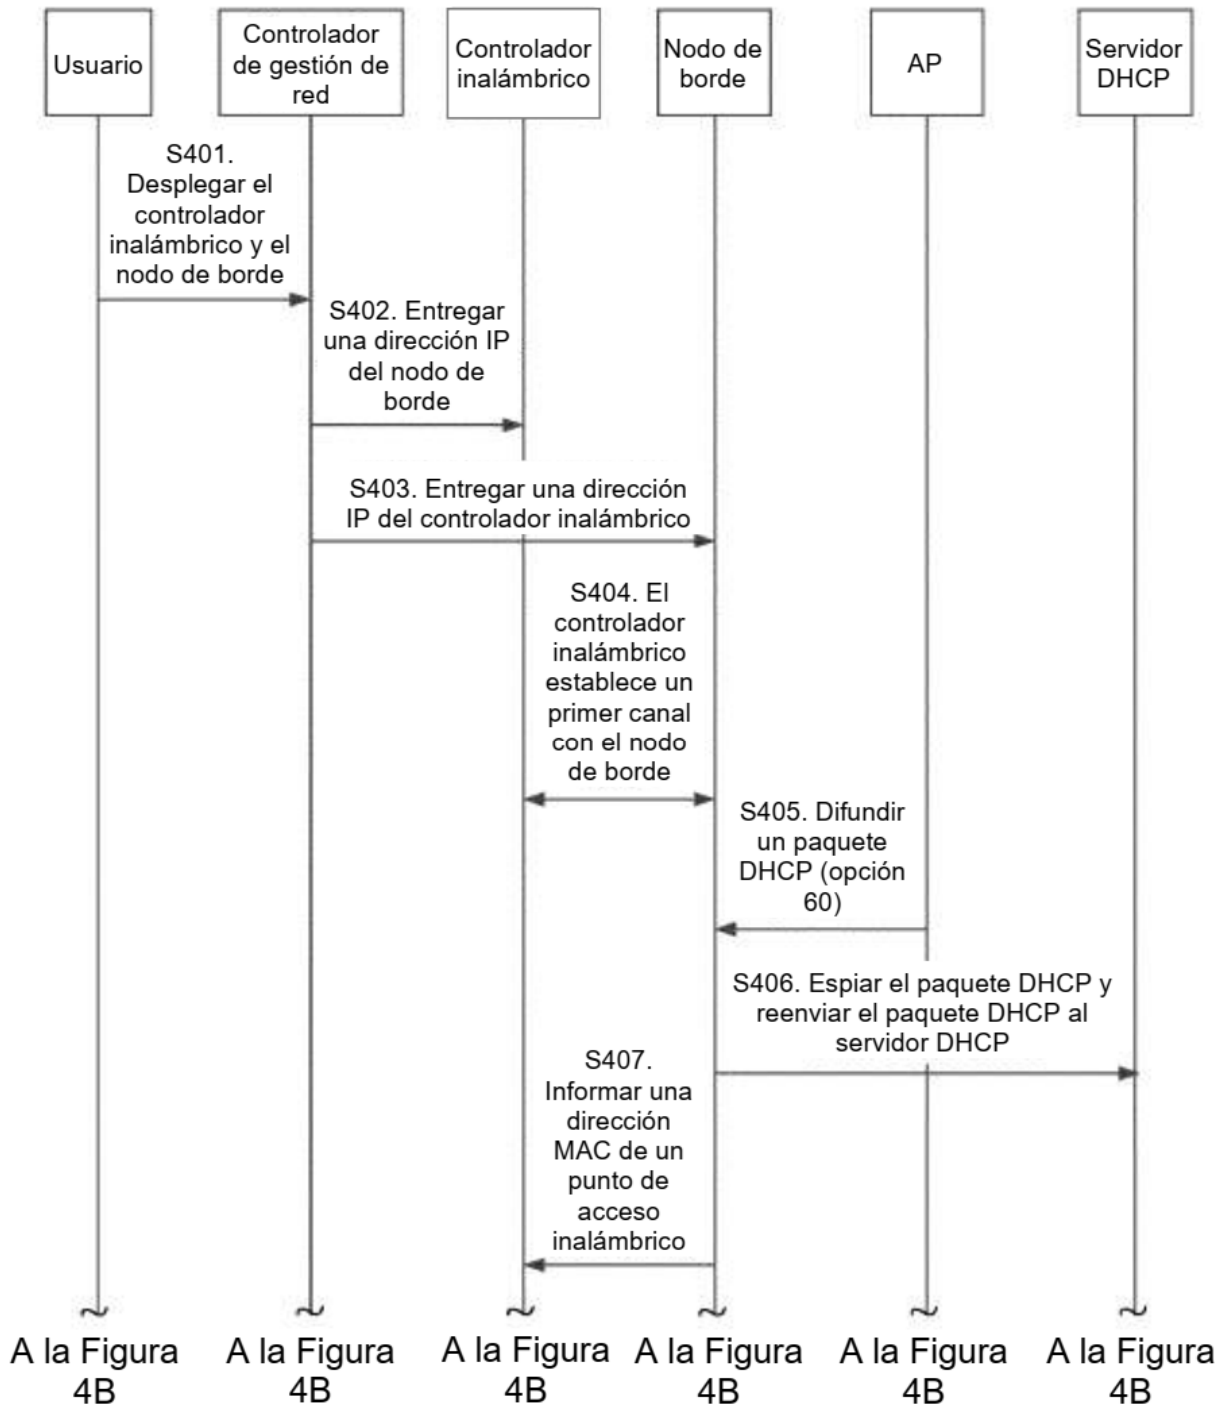 Usuario
Controlador
de gestión de
red
Controlador
inalámbrico
Nodo de
borde
AP
Servidor
DHCP
S401.
Desplegar el
controlador
inalámbrico y el
nodo de borde
S402. Entregar
una dirección IP
del nodo de
borde
S403. Entregar una dirección
IP del controlador inalámbrico
S404. El
controlador
inalámbrico
establece un
primer canal
con el nodo
de borde
S405. Difundir
un paquete
DHCP (opción
60)
S406. Espiar el paquete DHCP y
reenviar el paquete DHCP al
servidor DHCP
S407.
Informar una
dirección
MAC de un
punto de
acceso
inalámbrico
A la Figura
4B
A la Figura
4B
A la Figura
4B
A la Figura
4B
A la Figura
4B
A la Figura
4B